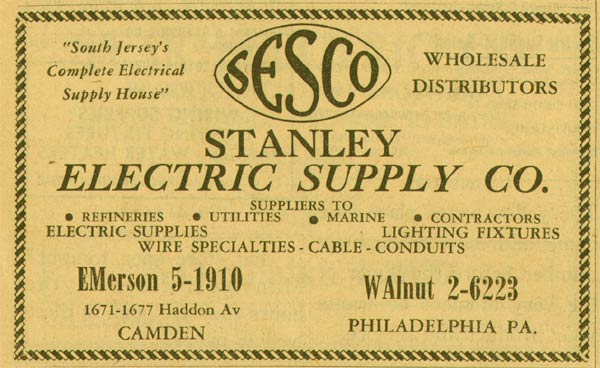 "South Jersey's
Complete Electrical
Supply House"
SESCO
WHOLESALE
DISTRIBUTORS
STANLEY
ELECTRIC SUPPLY CO.
SUPPLIERS TO
• REFINERIES • UTILITIES • MARINE • CONTRACTORS
ELECTRIC SUPPLIES LIGHTING FIXTURES
WIRE SPECIALTIES - CABLE - CONDUITS
EMerson 5-1910
1671-1677 Haddon Av
CAMDEN
WAlnut 2-6223
PHILADELPHIA PA.